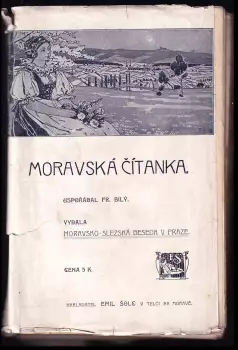 MORAVSKÁ ČÍTANKA.
USPOŘÁDAL FR. BÍLÝ.
VYDALA
MORAVSKO-SLEZSKÁ BESEDA V PRAZE.
CENA 5 K.
NAKLADATEL EMIL ŠOLC V TELČI NA MORAVĚ.